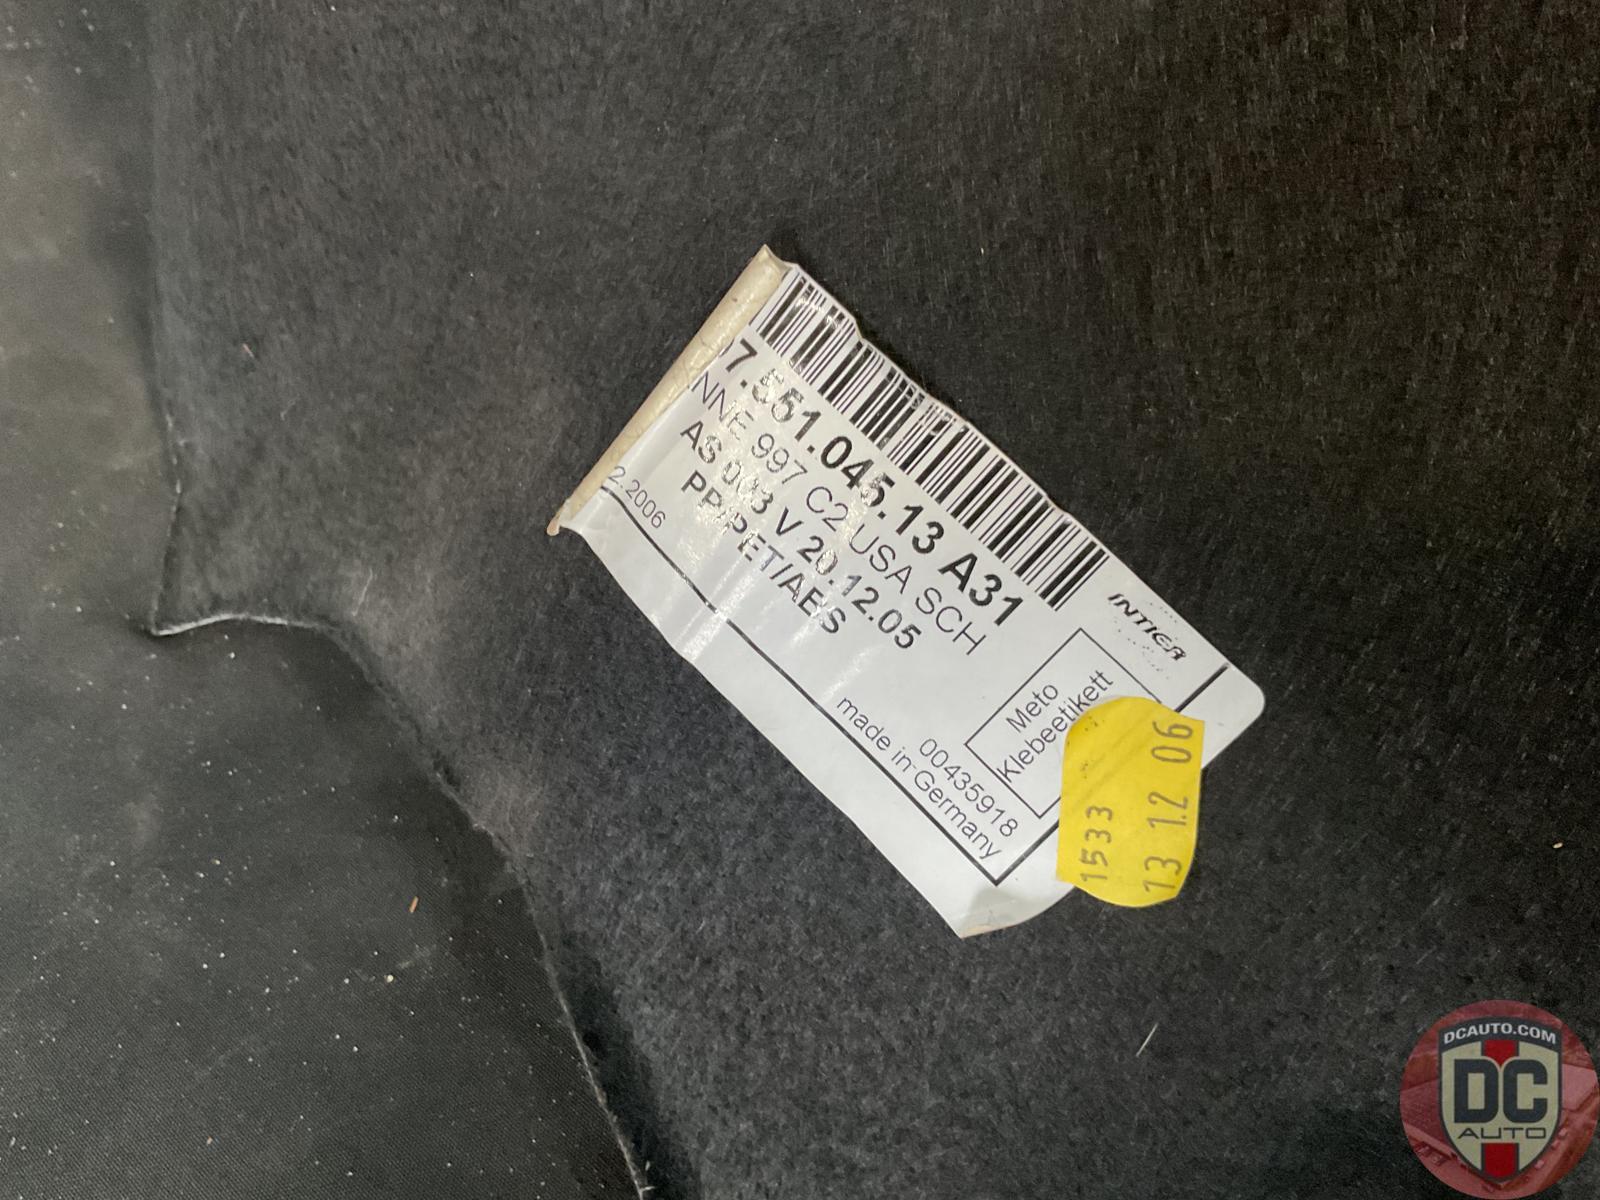 7.551.045.13 A31
NNE 997 C2 USA SCH
AS 003 V 20.12.05
PP/PET/ABS
2.2006
INTIER
Meto
Klebeetikett
00435918
made in Germany
1533
13 12 06
DCAUTO.COM
DC
AUTO